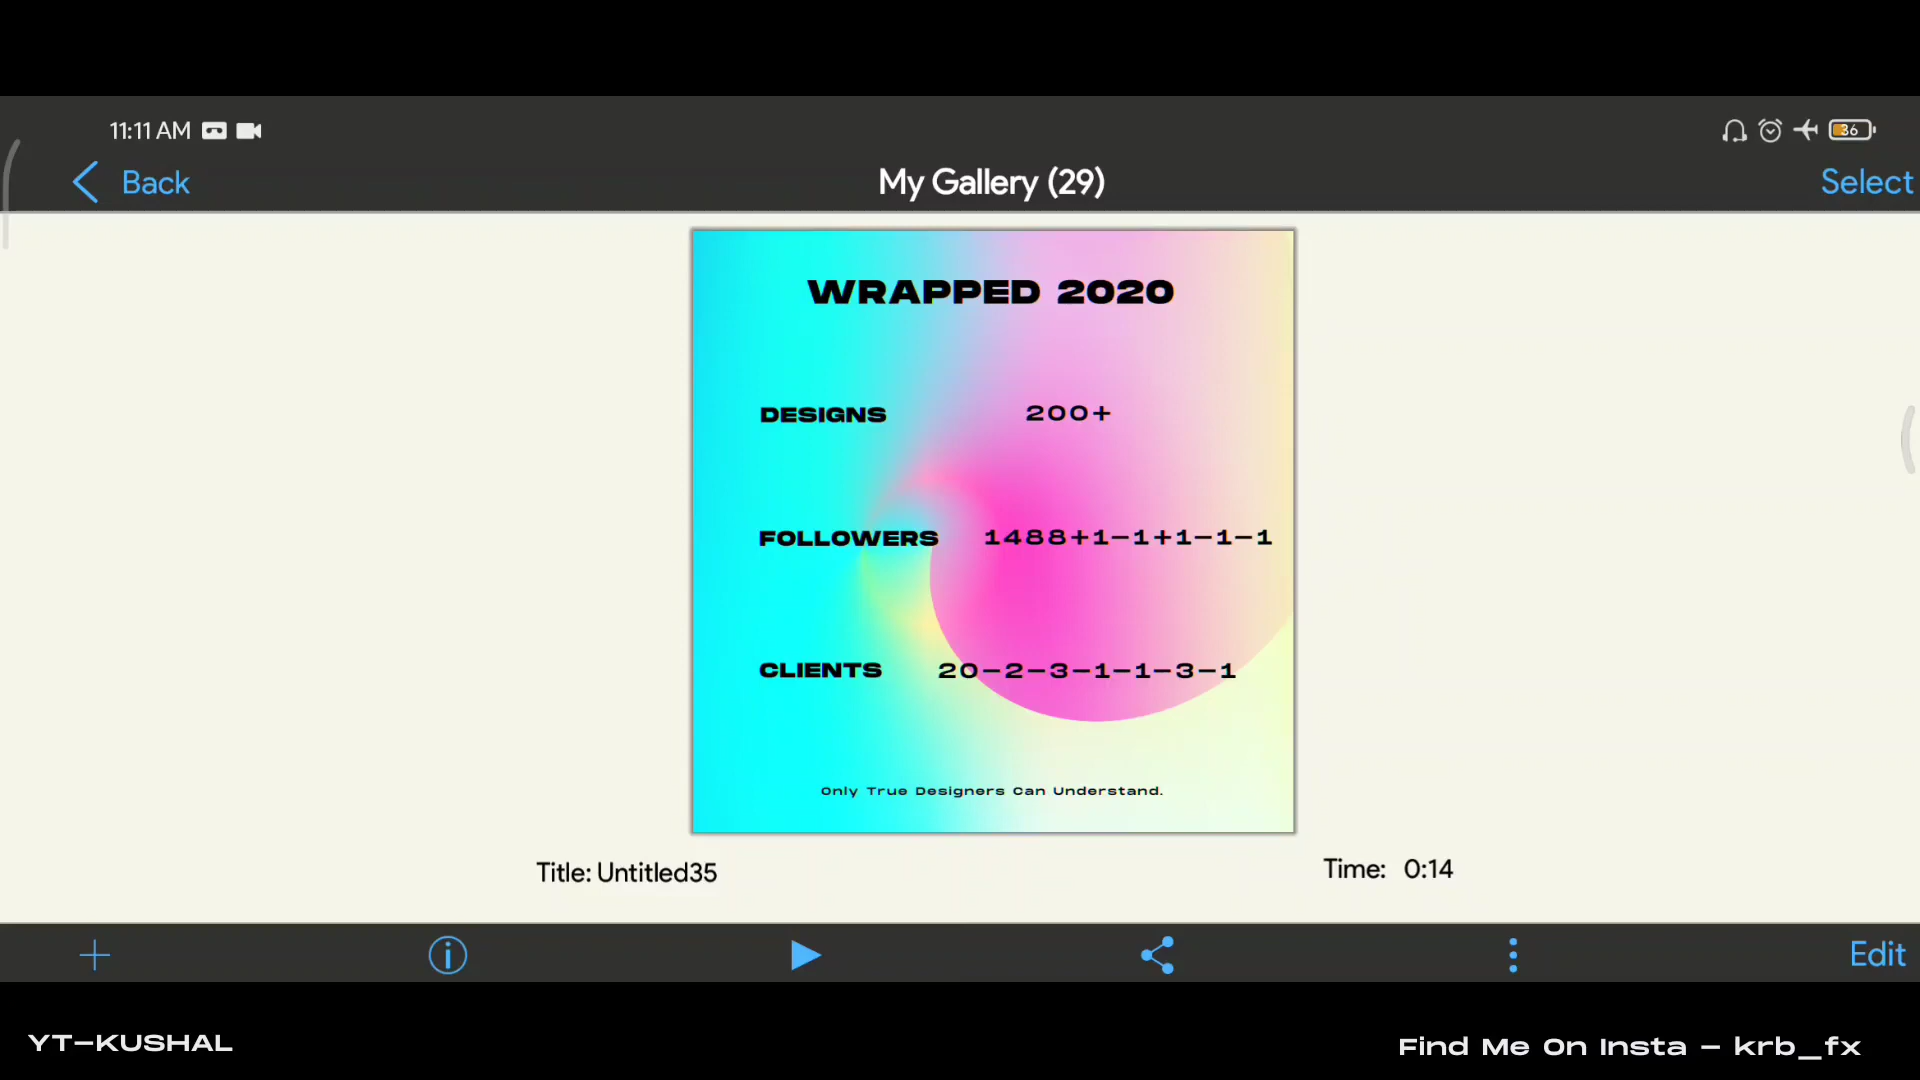 11:11 AM
36
Back
My Gallery (29)
Select
WRAPPED 2020
DESIGNS 200+
FOLLOWERS 1488+1-1+1-1-1
CLIENTS 20-2-3-1-1-3-1
Only True Designers Can Understand.
Title: Untitled35
Time: 0:14
Edit
YT-KUSHAL
Find Me On Insta - krb_fx